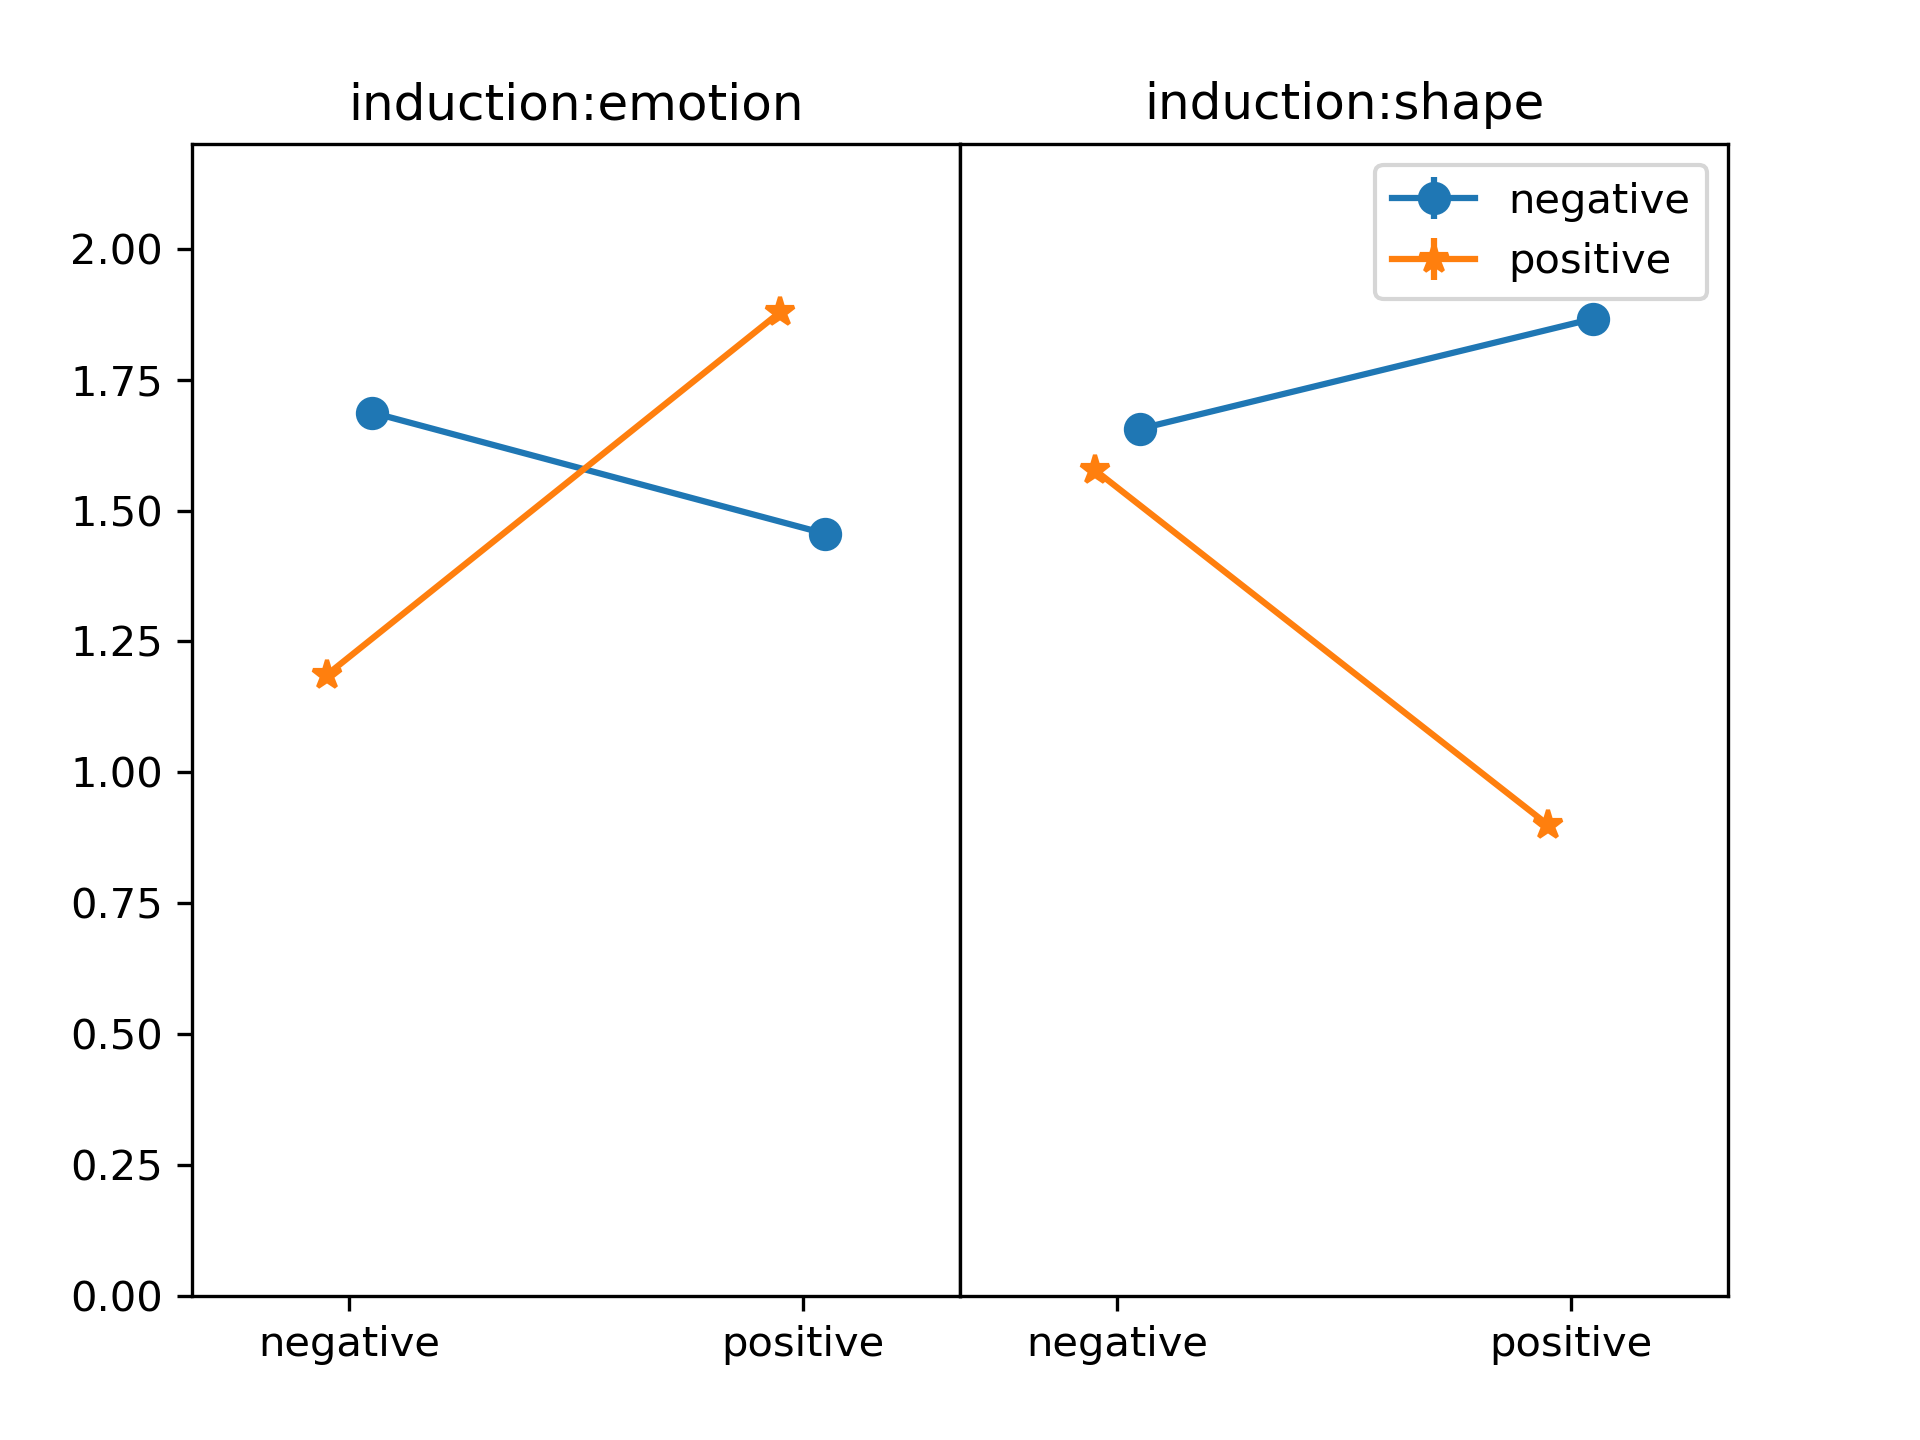 induction:emotion
induction:shape
negative
positive
2.00
1.75
1.50
1.25
1.00
0.75
0.50
0.25
0.00
negative
positive
negative
positive